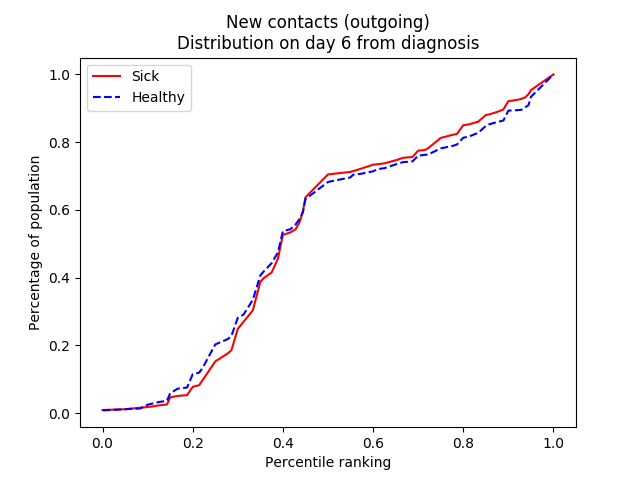 New contacts (outgoing)
Distribution on day 6 from diagnosis
Sick
Healthy
Percentage of population
1.0
0.8
0.6
0.4
0.2
0.0
0.0 0.2 0.4 0.6 0.8 1.0
Percentile ranking